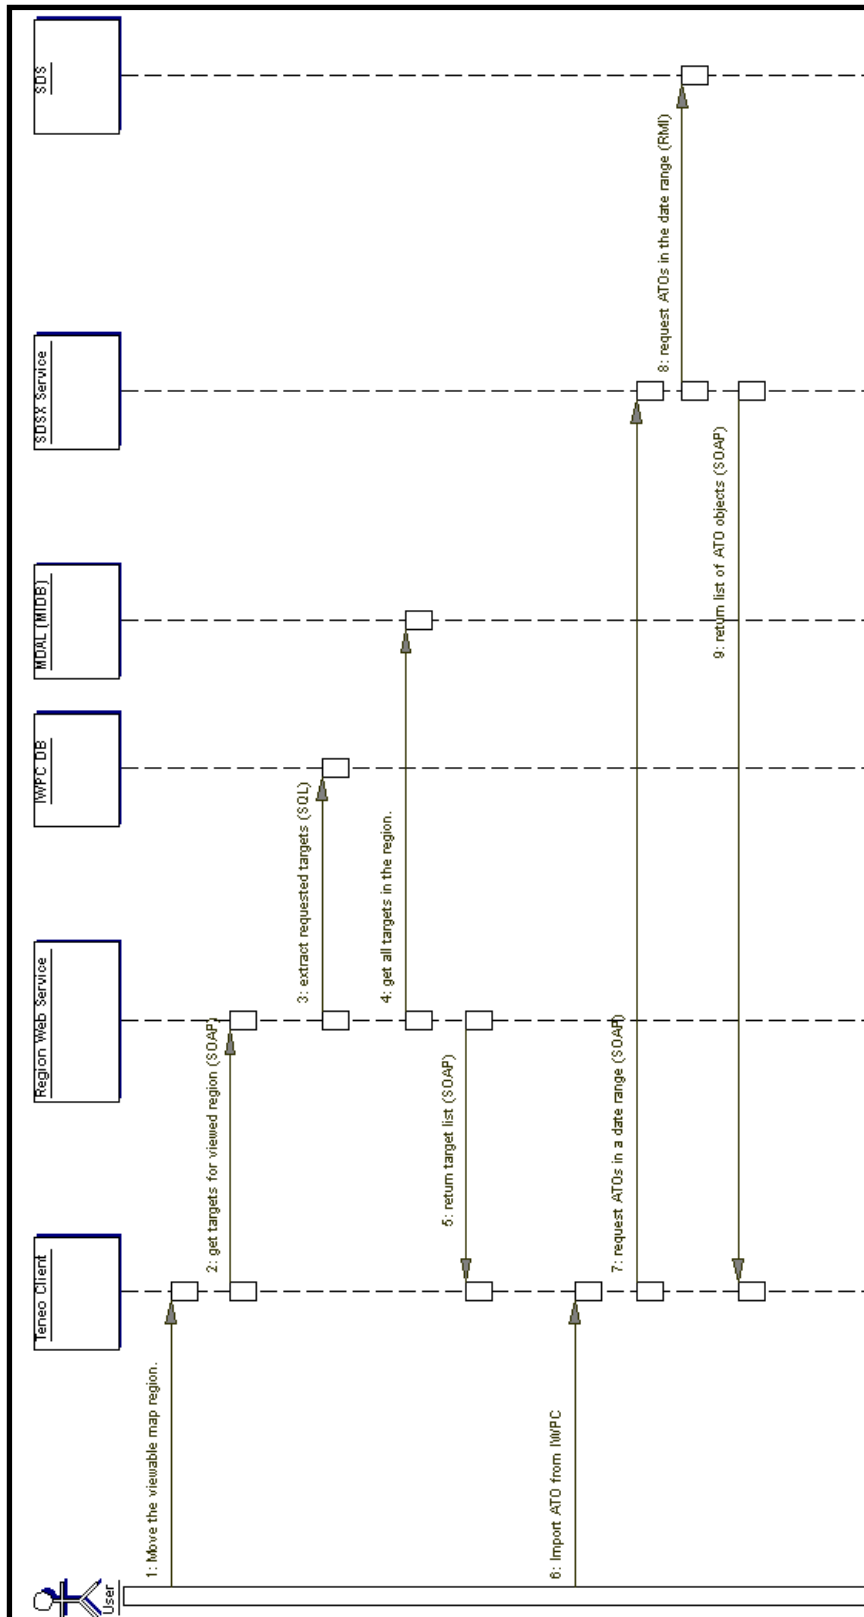 User
Teneo Client
Region Web Service
IWPC DB
MDAL (MIDB)
SDSX Service
SDS
1: Move the viewable map region.
2: get targets for viewed region (SOAP)
3: extract requested targets (SQL)
4: get all targets in the region.
5: return target list (SOAP)
6: Import ATO from IWPC
7: request ATOs in a date range (SOAP)
8: request ATOs in the date range (RMI)
9: return list of ATO objects (SOAP)